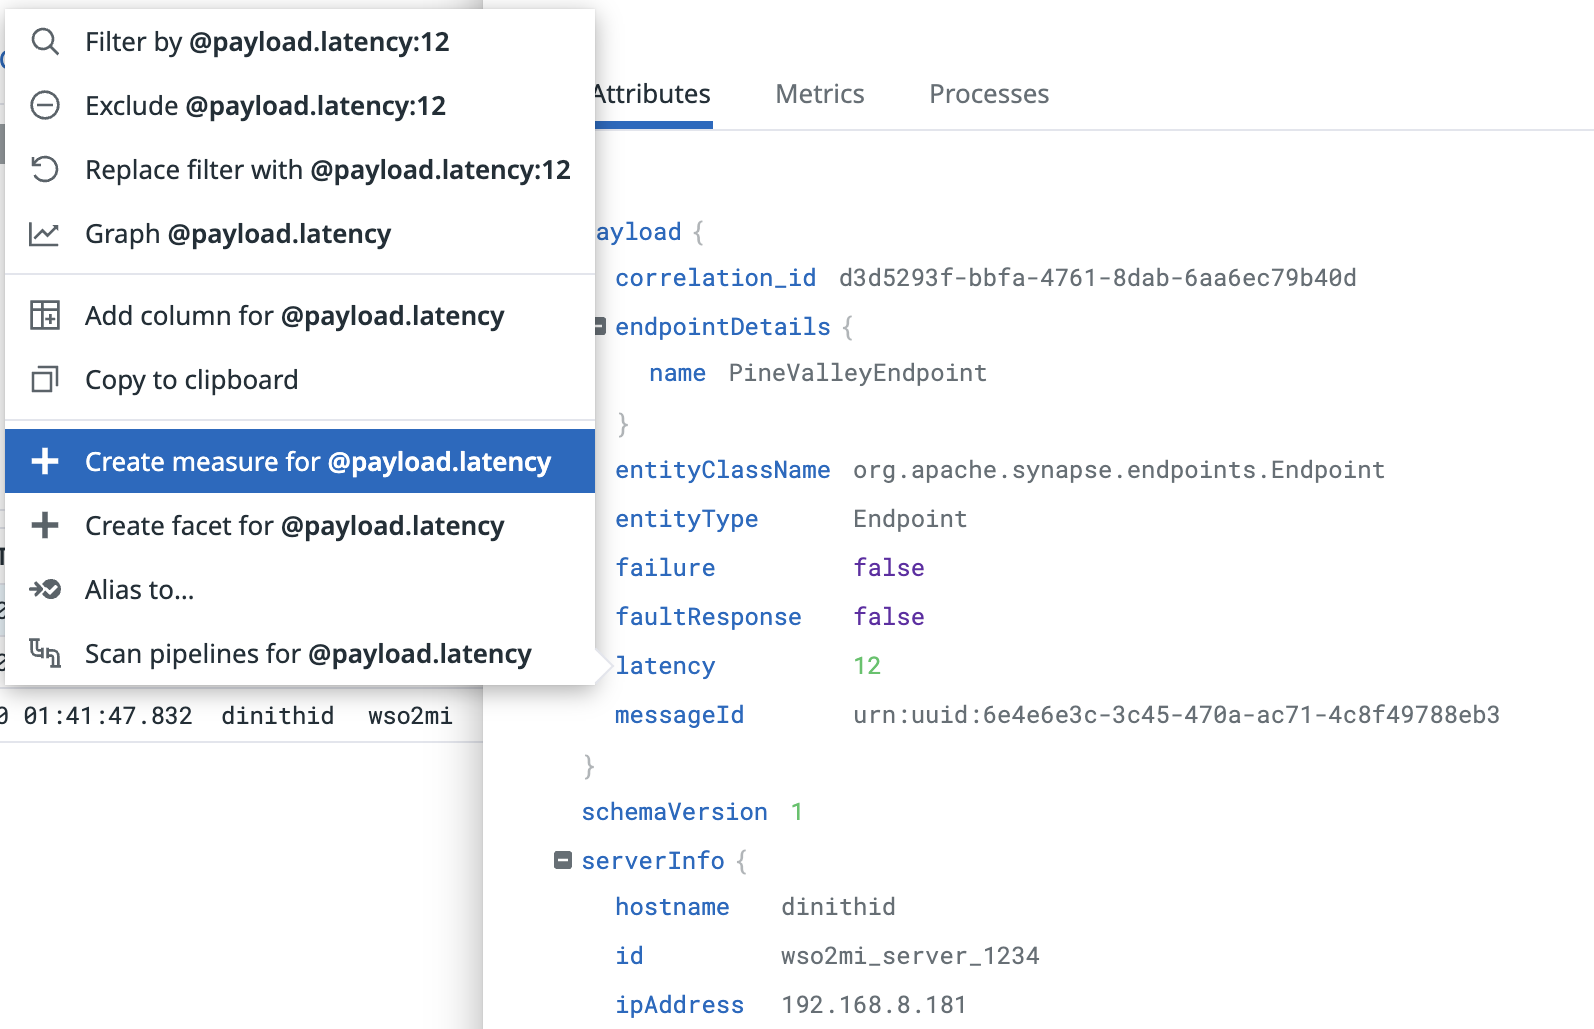 Filter by @payload.latency:12
Exclude @payload.latency:12
Replace filter with @payload.latency:12
Graph @payload.latency
Add column for @payload.latency
Copy to clipboard
Create measure for @payload.latency
Create facet for @payload.latency
Alias to...
Scan pipelines for @payload.latency
01:41:47.832 dinithid wso2mi
Attributes Metrics Processes
ayload {
correlation_id d3d5293f-bbfa-4761-8dab-6aa6ec79b40d
endpointDetails {
name PineValleyEndpoint
}
entityClassName org.apache.synapse.endpoints.Endpoint
entityType Endpoint
failure false
faultResponse false
latency 12
messageId urn:uuid:6e4e6e3c-3c45-470a-ac71-4c8f49788eb3
}
schemaVersion 1
serverInfo {
hostname dinithid
id wso2mi_server_1234
ipAddress 192.168.8.181